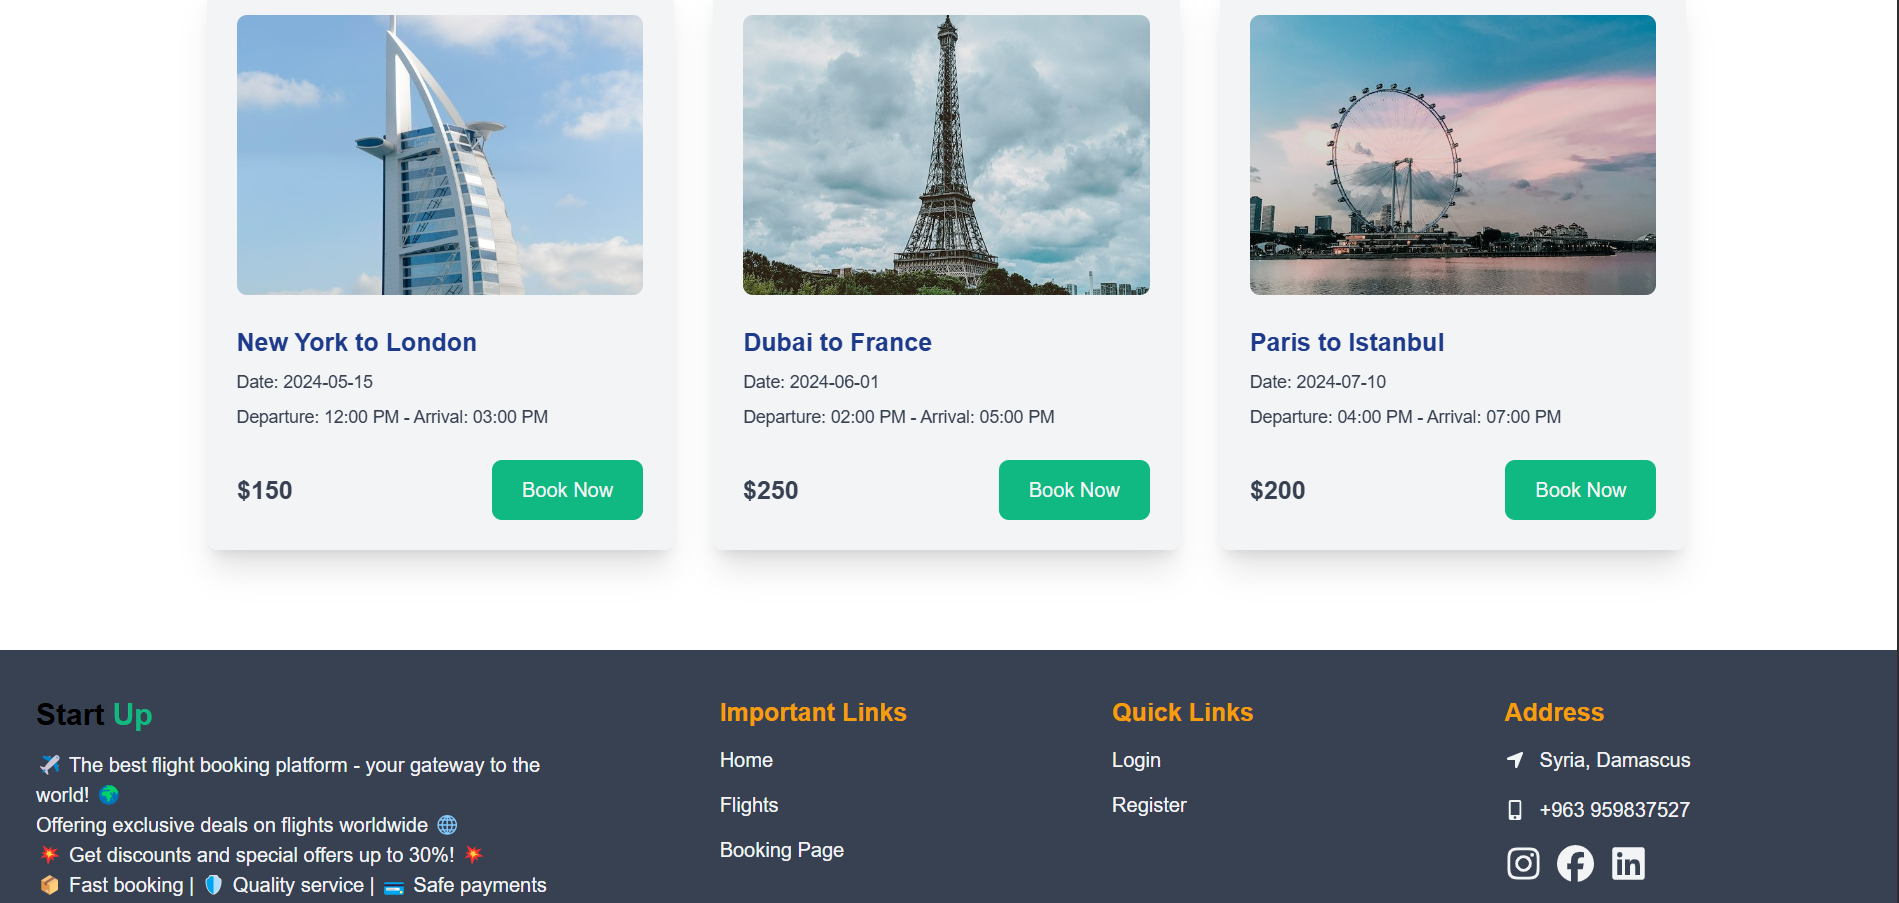 New York to London
Date: 2024-05-15
Departure: 12:00 PM - Arrival: 03:00 PM
$150
Book Now
Dubai to France
Date: 2024-06-01
Departure: 02:00 PM - Arrival: 05:00 PM
$250
Book Now
Paris to Istanbul
Date: 2024-07-10
Departure: 04:00 PM - Arrival: 07:00 PM
$200
Book Now
Start Up
✈️ The best flight booking platform - your gateway to the
world! 🌍
Offering exclusive deals on flights worldwide 🌐
💥 Get discounts and special offers up to 30%! 💥
📦 Fast booking | 🛡️ Quality service | 💳 Safe payments
Important Links
Home
Flights
Booking Page
Quick Links
Login
Register
Address
Syria, Damascus
+963 959837527